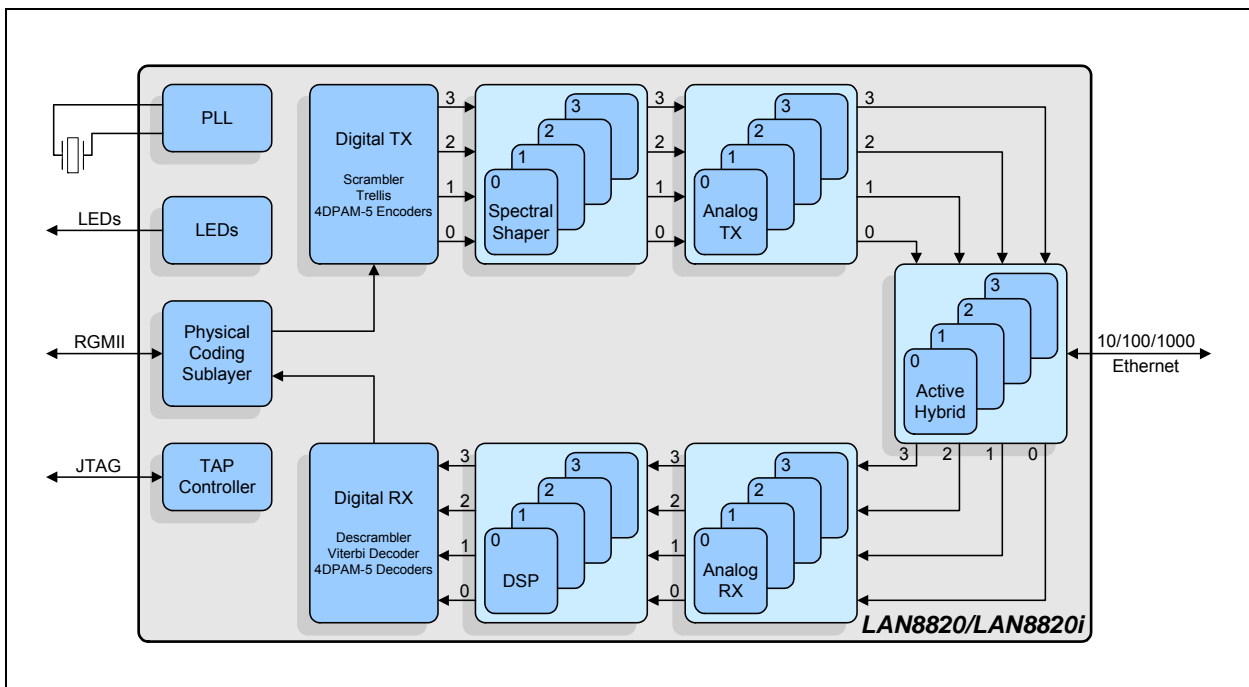 PLL
LEDs
LEDs
RGMII
Physical
Coding
Sublayer
JTAG
TAP
Controller
Digital TX
Scrambler
Trellis
4DPAM-5 Encoders
3
2
1
0
3
2
1
0
Spectral
Shaper
3
2
1
0
3
2
1
0
Analog
TX
3
2
1
0
3
2
1
0
Active
Hybrid
10/100/1000
Ethernet
3 2 1 0
Digital RX
Descrambler
Viterbi Decoder
4DPAM-5 Decoders
3
2
1
0
3
2
1
0
DSP
3
2
1
0
3
2
1
0
Analog
RX
LAN8820/LAN8820i